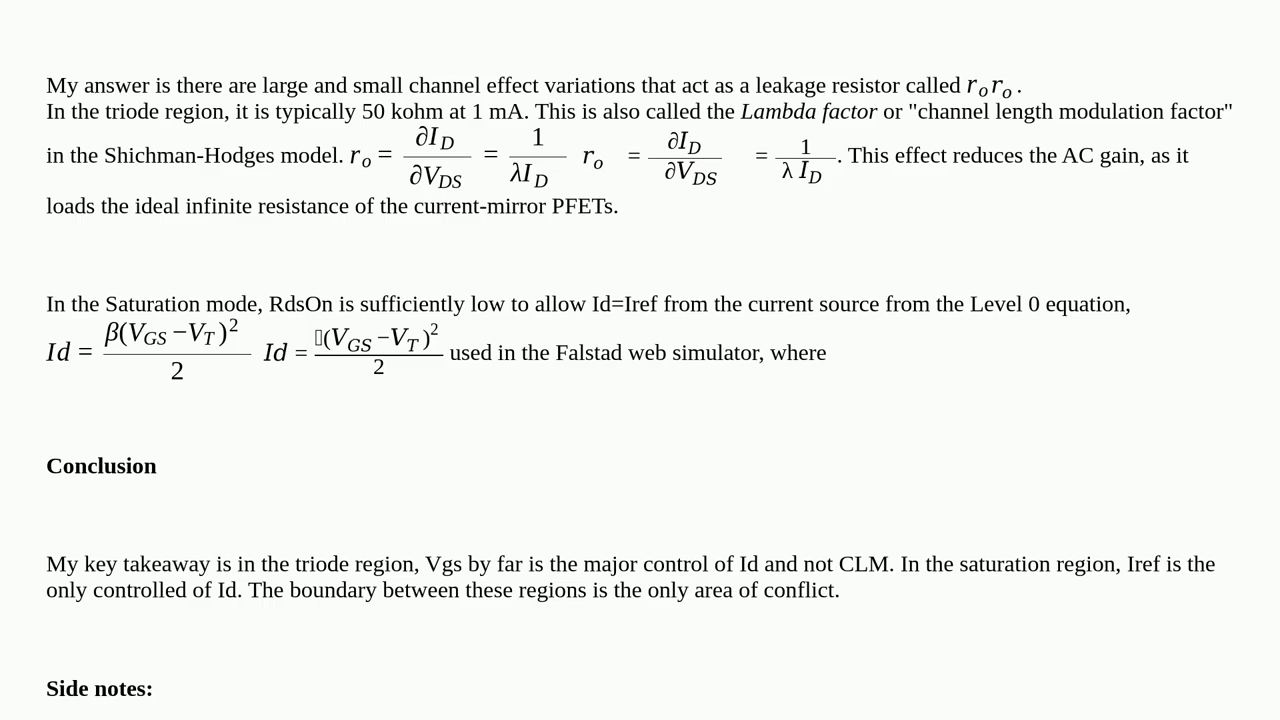 My answer is there are large and small channel effect variations that act as a leakage resistor called r_o r_o .
In the triode region, it is typically 50 kohm at 1 mA. This is also called the Lambda factor or "channel length modulation factor"
in the Shichman-Hodges model. r_o = ∂I_D / ∂V_DS = 1 / λI_D r_o = ∂I_D / ∂V_DS = 1 / λ I_D . This effect reduces the AC gain, as it
loads the ideal infinite resistance of the current-mirror PFETs.
In the Saturation mode, RdsOn is sufficiently low to allow Id=Iref from the current source from the Level 0 equation,
Id = β(V_GS −V_T )² / 2 Id = (V_GS −V_T )² / 2 used in the Falstad web simulator, where
Conclusion
My key takeaway is in the triode region, Vgs by far is the major control of Id and not CLM. In the saturation region, Iref is the
only controlled of Id. The boundary between these regions is the only area of conflict.
Side notes: